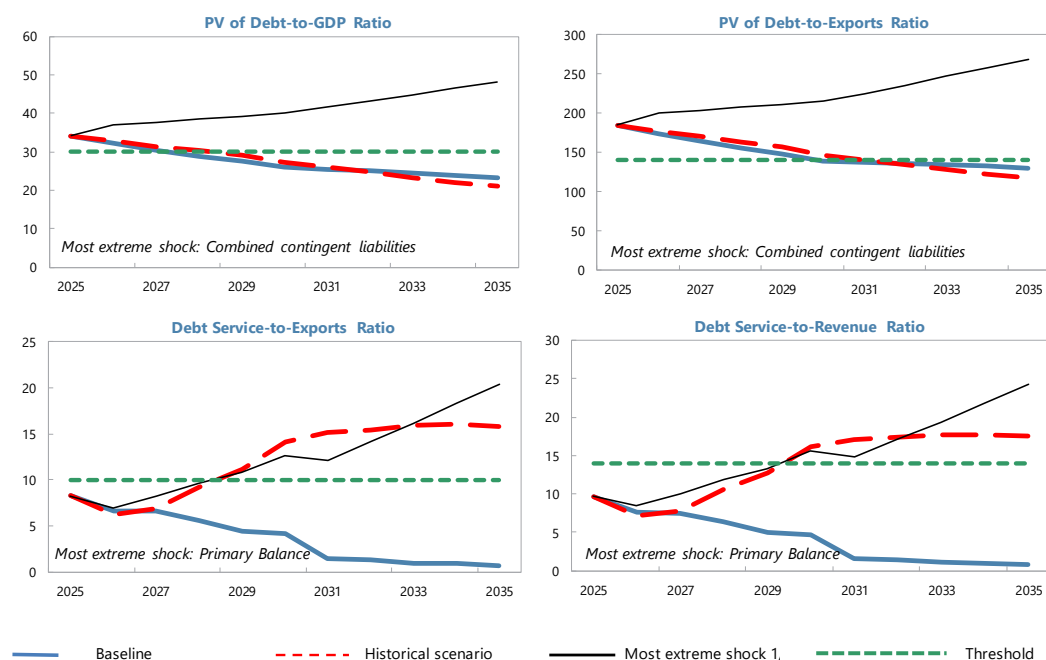 PV of Debt-to-GDP Ratio
60
50
40
30
20
10
0
Most extreme shock: Combined contingent liabilities
2025 2027 2029 2031 2033 2035
PV of Debt-to-Exports Ratio
300
250
200
150
100
50
0
Most extreme shock: Combined contingent liabilities
2025 2027 2029 2031 2033 2035
Debt Service-to-Exports Ratio
25
20
15
10
5
0
Most extreme shock: Primary Balance
2025 2027 2029 2031 2033 2035
Debt Service-to-Revenue Ratio
30
25
20
15
10
5
0
Most extreme shock: Primary Balance
2025 2027 2029 2031 2033 2035
Baseline Historical scenario Most extreme shock 1, Threshold